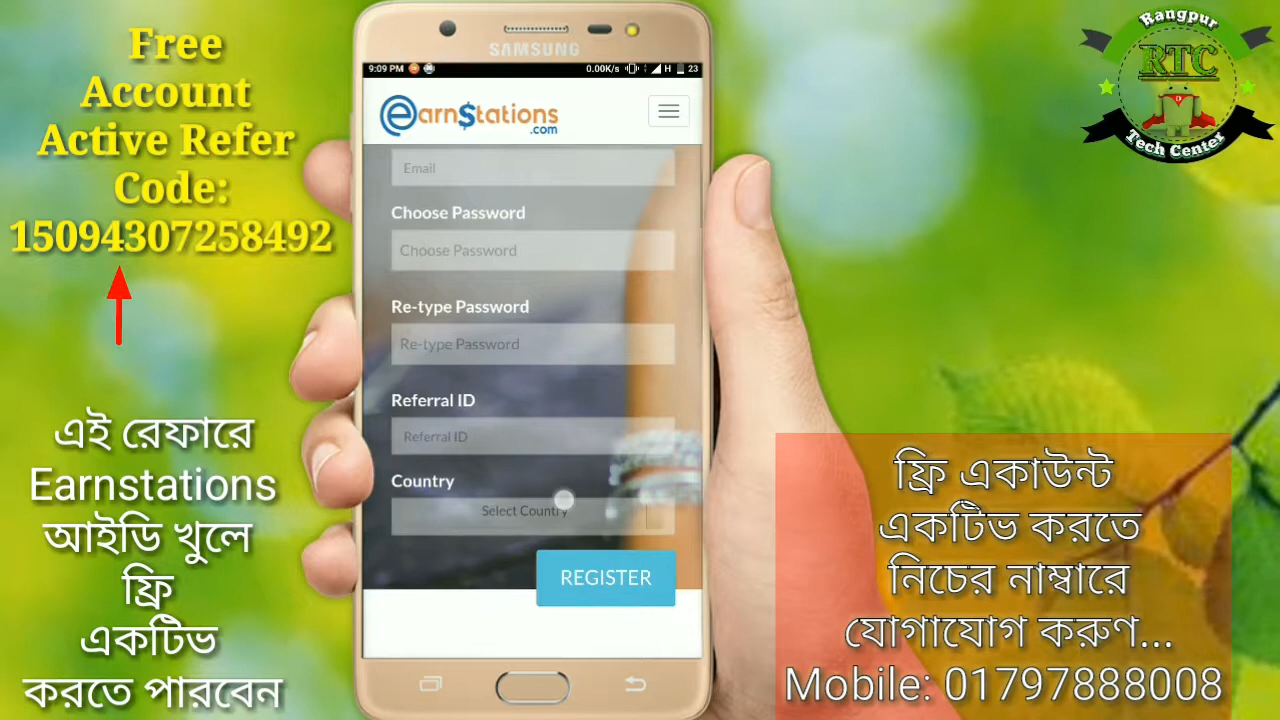 Free
Account
Active Refer
Code:
15094307258492
এই রেফারে
Earnstations
আইডি খুলে
ফ্রি
একটিভ
করতে পারবেন
SAMSUNG
9:09 PM
0.00K/s
H
23
earn$tations
.com
Email
Choose Password
Choose Password
Re-type Password
Re-type Password
Referral ID
Referral ID
Country
Select Country
REGISTER
Rangpur
RTC
Tech Center
ফ্রি একাউন্ট
একটিভ করতে
নিচের নাম্বারে
যোগাযোগ করুণ...
Mobile: 01797888008